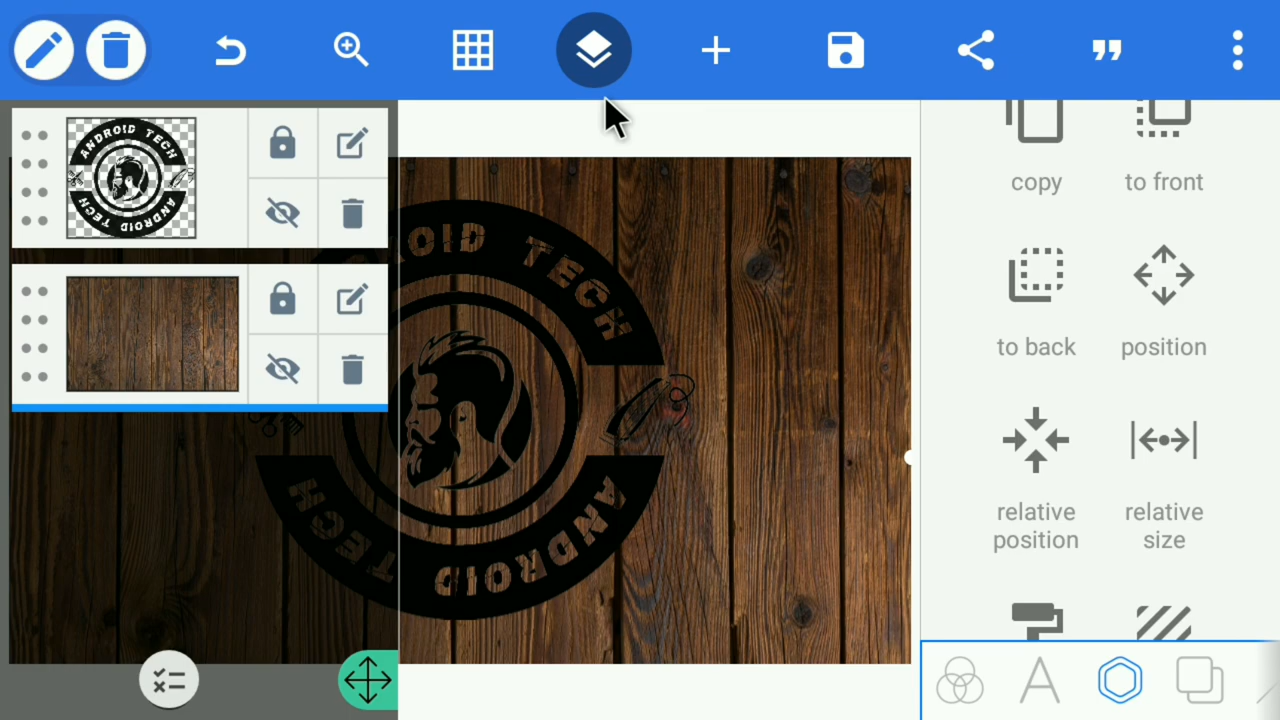 ANDROID TECH
ANDROID TECH
copy
to front
ROID TECH
to back
position
relative
position
relative
size
ANDROID TECH